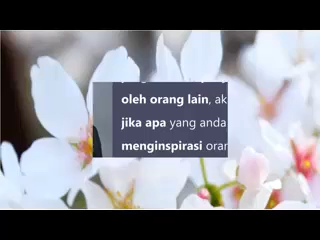 oleh orang lain, ak
jika apa yang anda
menginspirasi oran